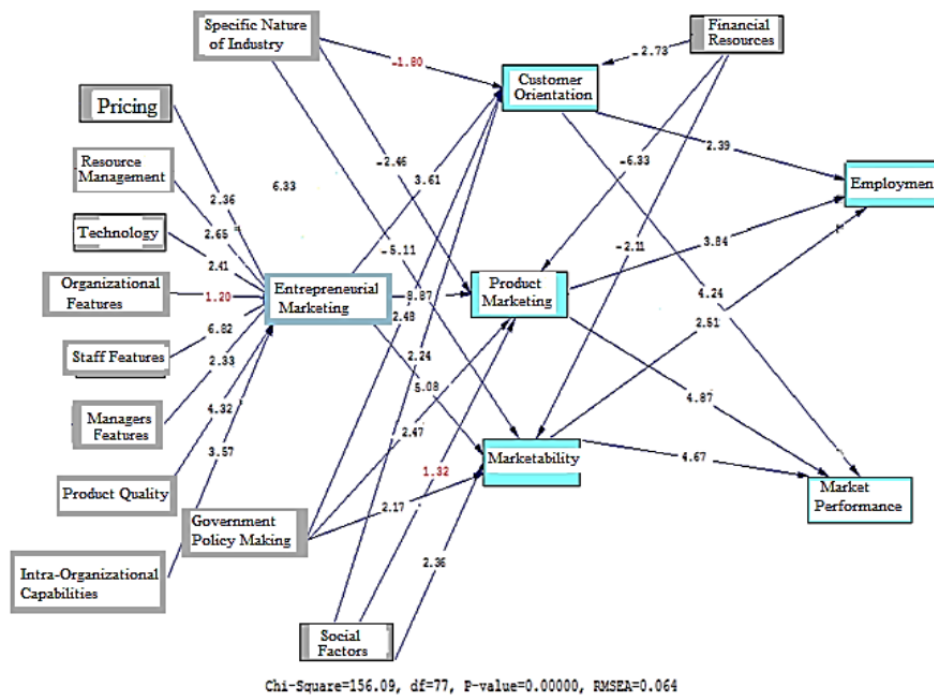 Specific Nature
of Industry
Financial
Resources
-2.73
-1.80
Customer
Orientation
Pricing
Resource
Management
-2.46
3.61
6.33
2.39
-6.33
Employment
2.36
2.65
Technology
2.41
-5.11
-2.11
3.84
Organizational
Features
1.20
Entrepreneurial
Marketing
8.87
Product
Marketing
4.24
2.48
2.51
Staff Features
6.82
2.33
2.24
Managers
Features
4.32
5.08
2.47
4.87
3.57
Marketability
4.67
1.32
Product Quality
Market
Performance
2.17
Government
Policy Making
Intra-Organizational
Capabilities
2.36
Social
Factors
Chi-Square=156.09, df=77, P-value=0.00000, RMSEA=0.064